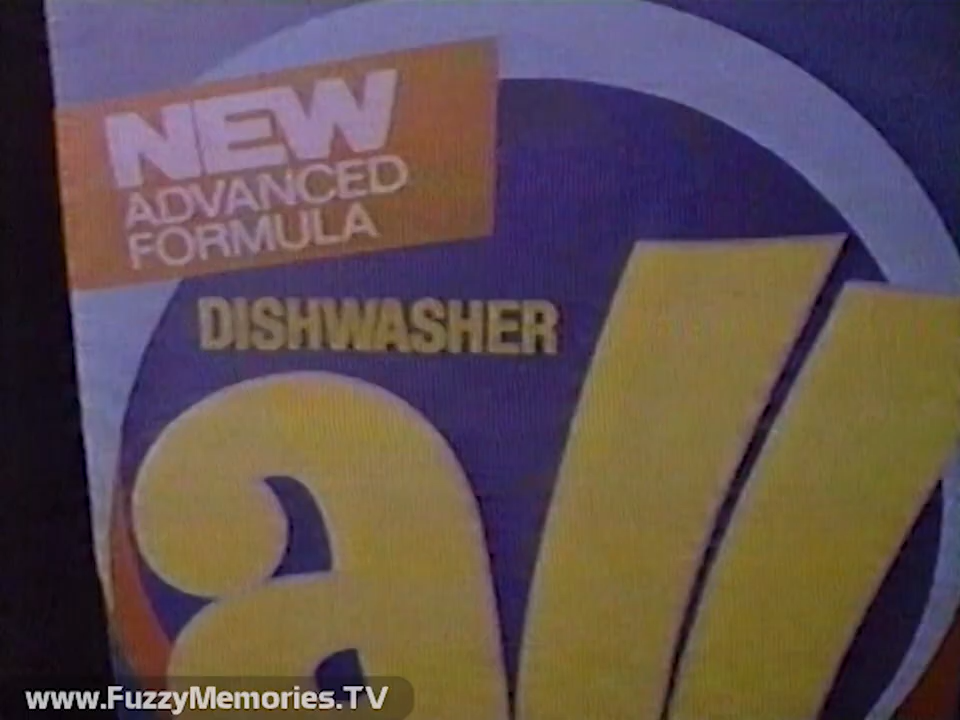 NEW
ADVANCED
FORMULA
DISHWASHER
all
www.FuzzyMemories.TV